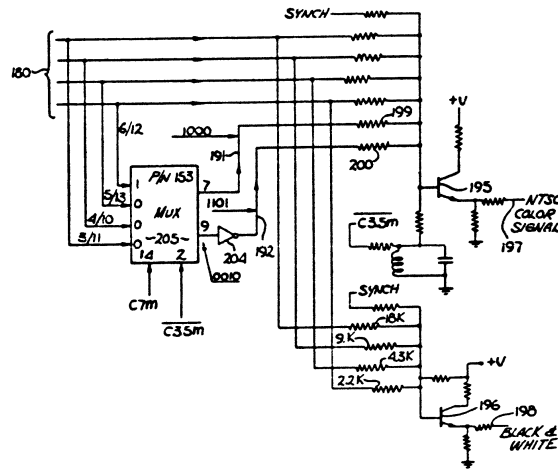 SYNCH
180
6/12
1000
199
+V
191
200
5/13
P/N 153
7
1
0
MUX
1101
195
4/10
0
NTSC
COLOR
SIGNAL
3/11
~205~
9
192
197
0
14
2
204
0010
C3.5m
C7m
C3.5m
SYNCH
18K
9.K
4.3K
+V
2.2K
196
198
BLACK &
WHITE